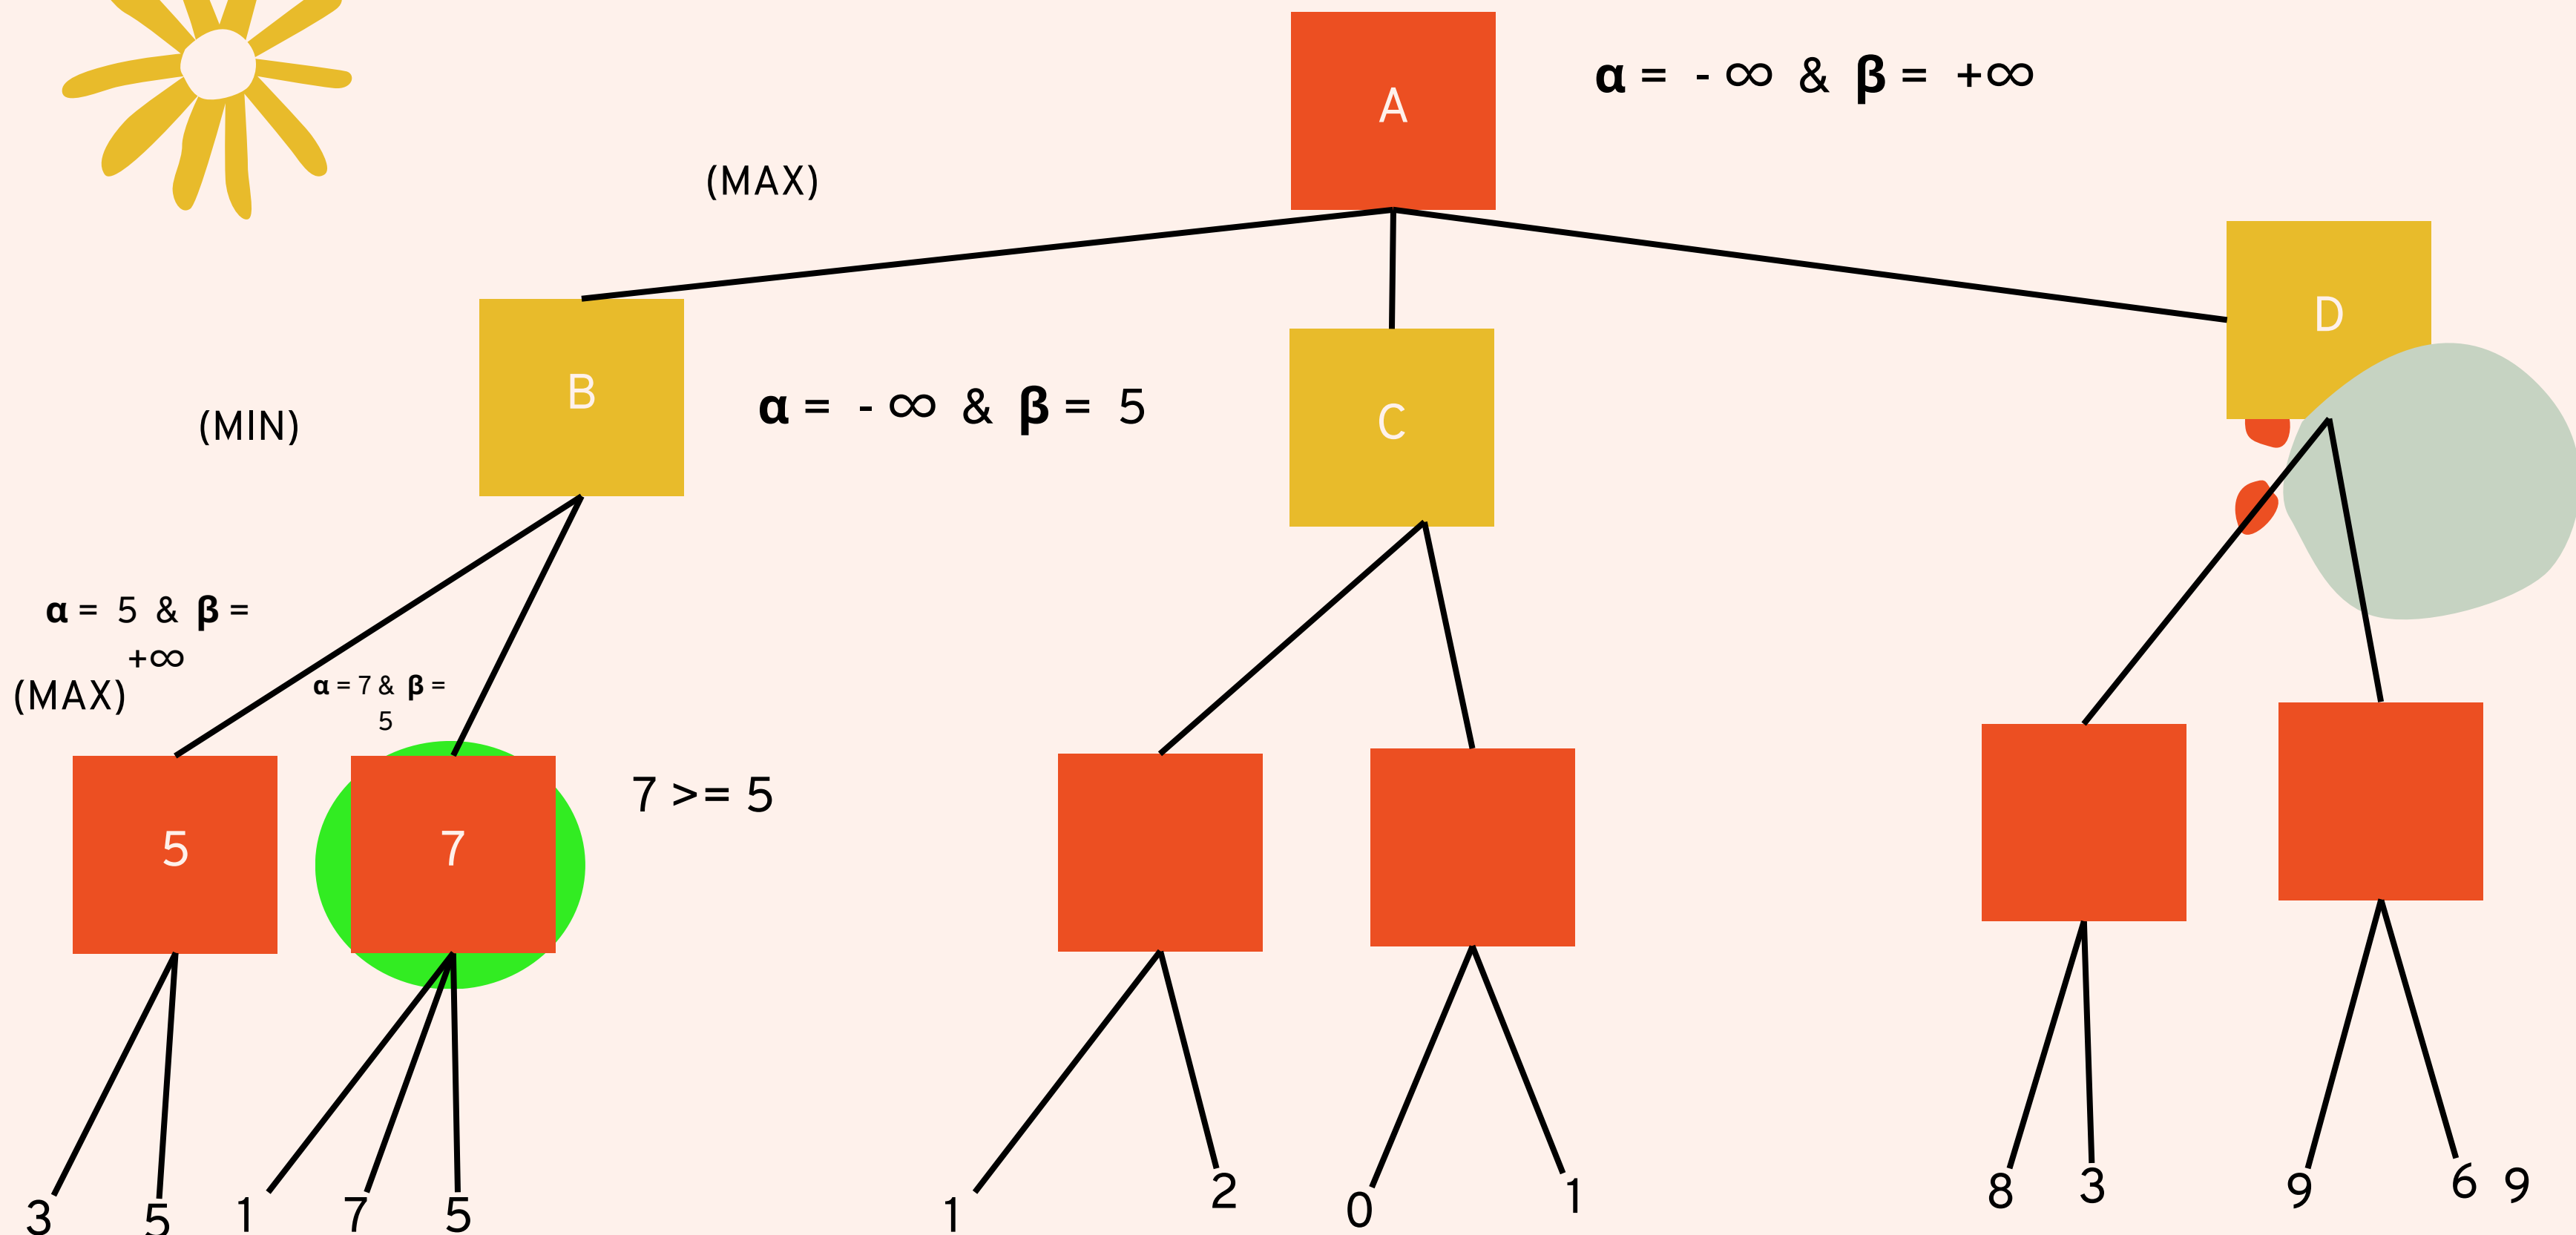 A
α = - ∞ & β = +∞
(MAX)
D
B
α = - ∞ & β = 5
C
(MIN)
α = 5 & β =
+∞
(MAX)
α = 7 & β =
5
7 >= 5
5
7
3 5 1 7 5 1 2 0 1 8 3 9 6 9